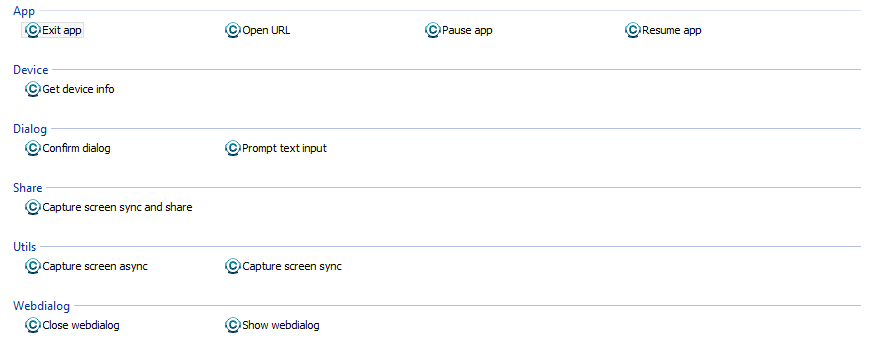 App
Exit app Open URL Pause app Resume app
Device
Get device info
Dialog
Confirm dialog Prompt text input
Share
Capture screen sync and share
Utils
Capture screen async Capture screen sync
Webdialog
Close webdialog Show webdialog